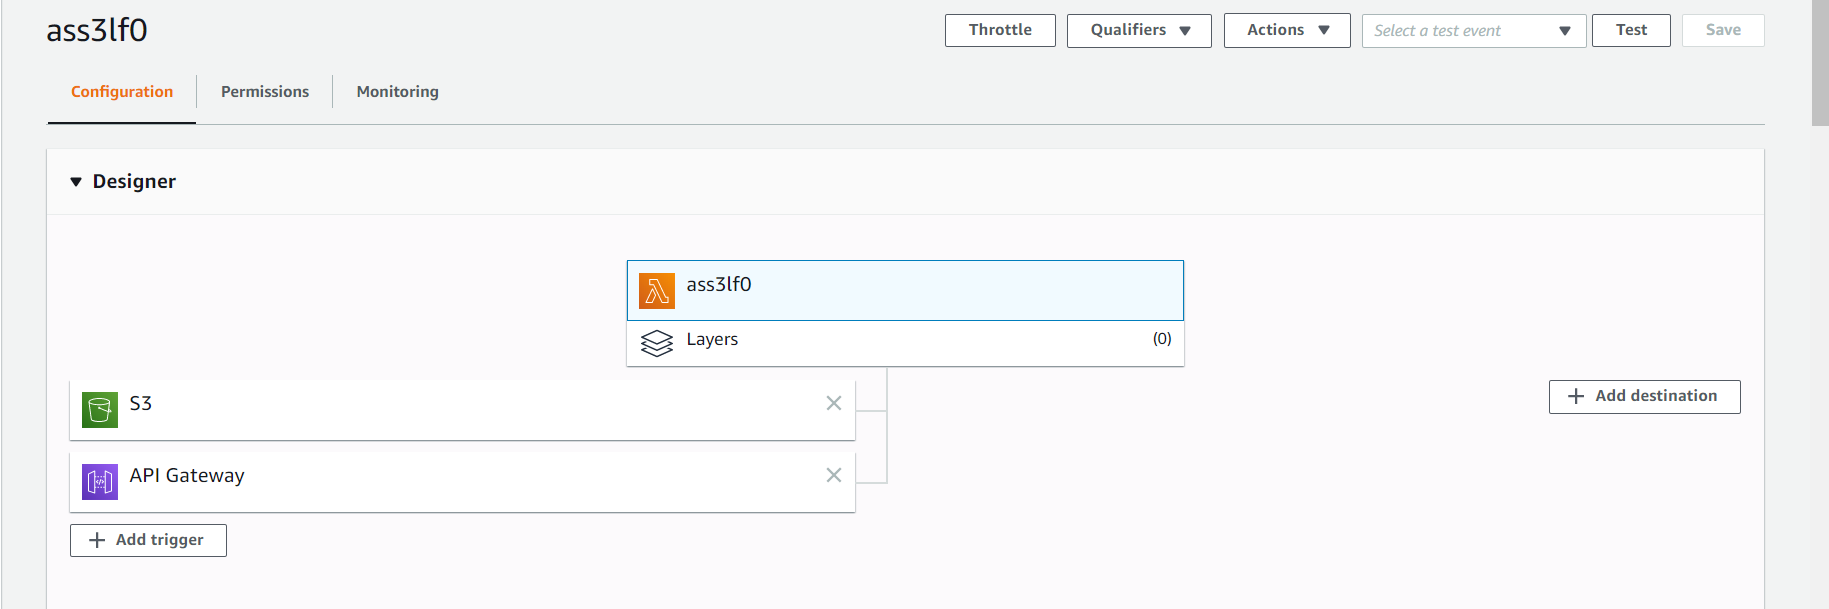 ass3lf0
Throttle Qualifiers Actions Select a test event Test Save
Configuration Permissions Monitoring
Designer
ass3lf0
Layers (0)
S3
Add destination
API Gateway
Add trigger